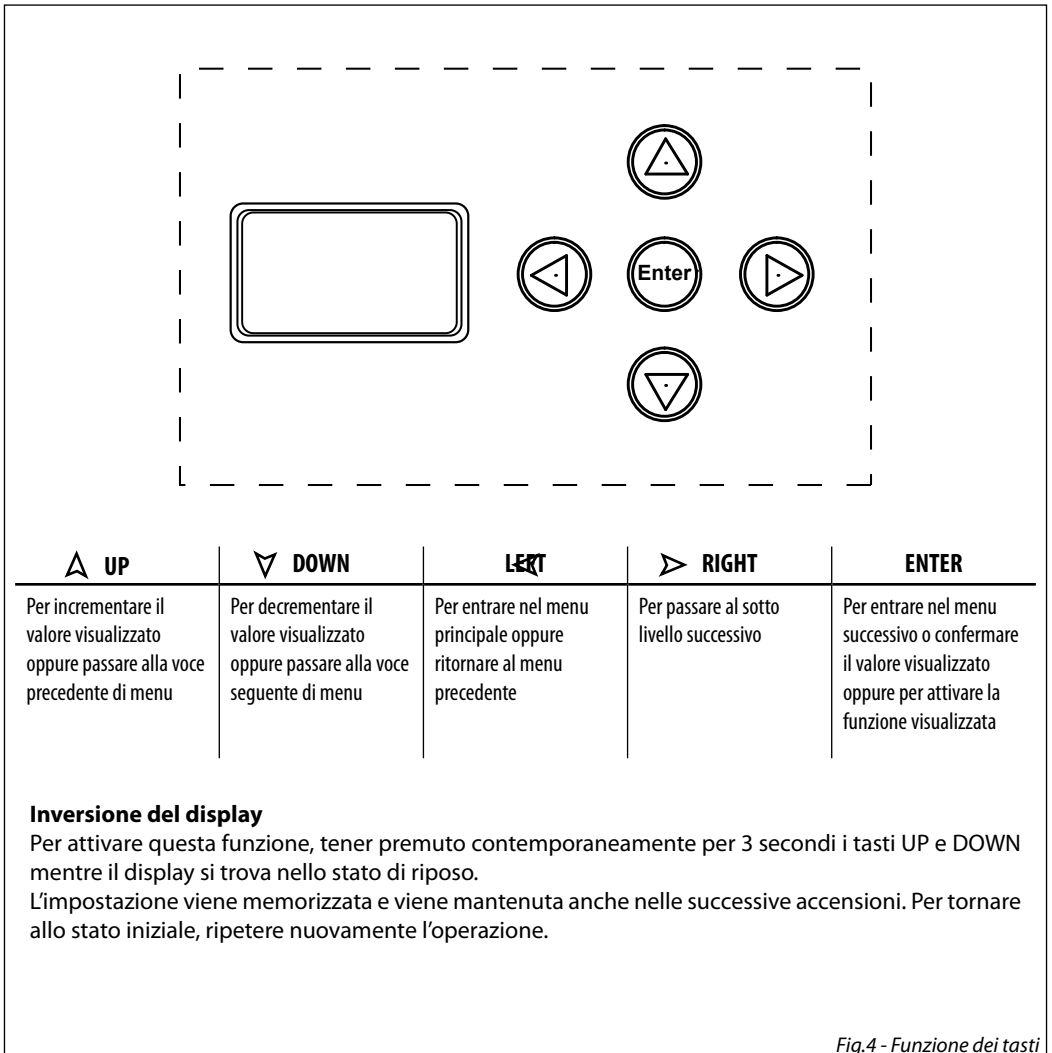 Enter
UP
DOWN
LEFT
RIGHT
ENTER
Per incrementare il
valore visualizzato
oppure passare alla voce
precedente di menu
Per decrementare il
valore visualizzato
oppure passare alla voce
seguente di menu
Per entrare nel menu
principale oppure
ritornare al menu
precedente
Per passare al sotto
livello successivo
Per entrare nel menu
successivo o confermare
il valore visualizzato
oppure per attivare la
funzione visualizzata
Inversione del display
Per attivare questa funzione, tener premuto contemporaneamente per 3 secondi i tasti UP e DOWN
mentre il display si trova nello stato di riposo.
L’impostazione viene memorizzata e viene mantenuta anche nelle successive accensioni. Per tornare
allo stato iniziale, ripetere nuovamente l’operazione.
Fig.4 - Funzione dei tasti